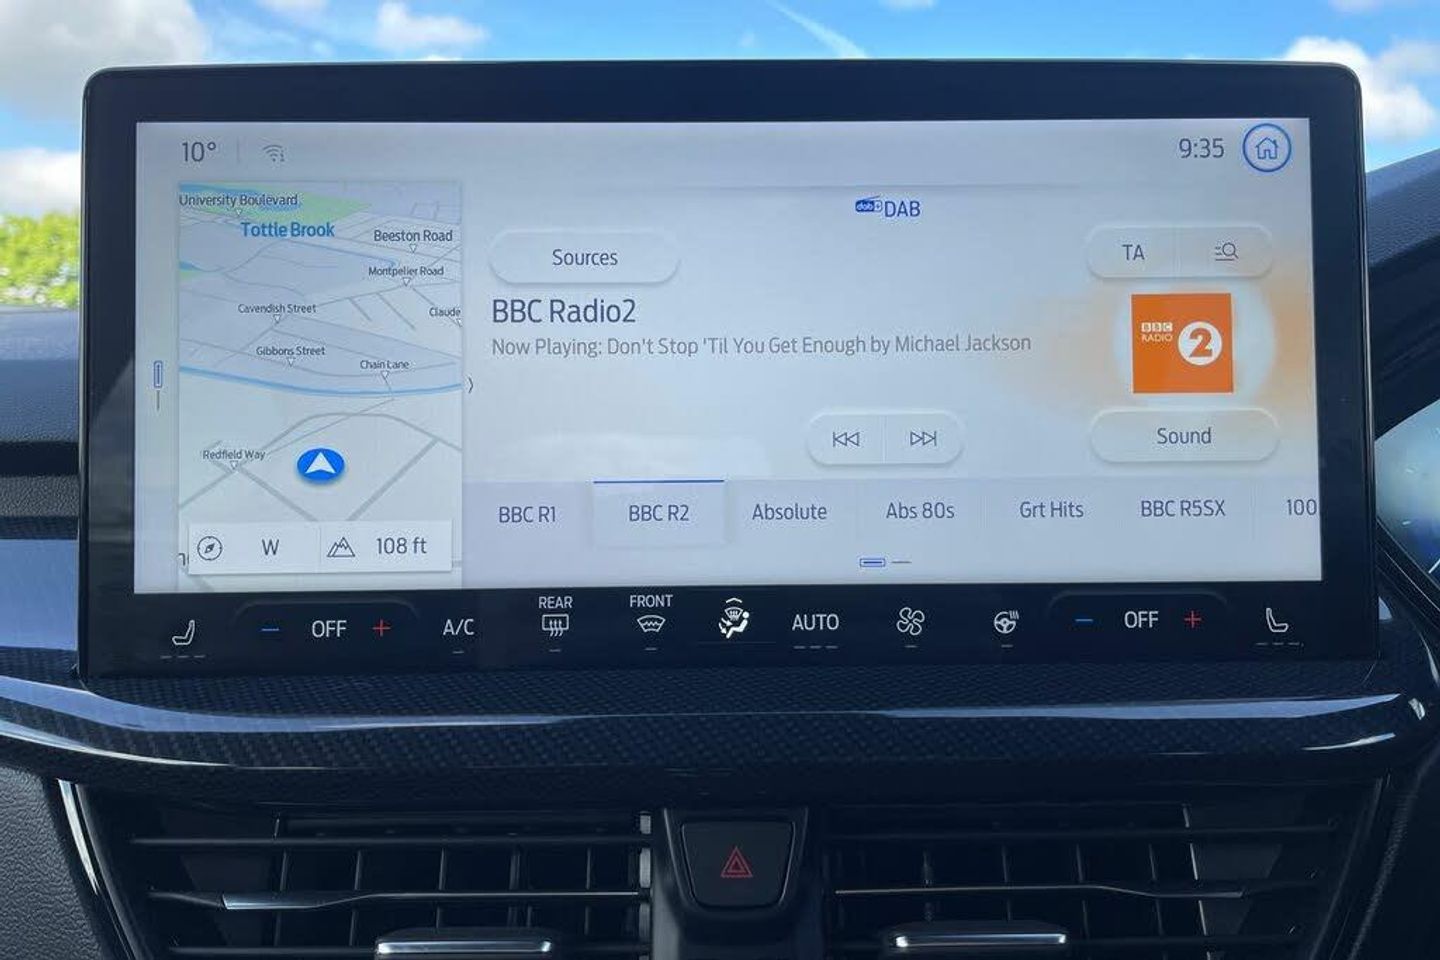 10°
9:35
University Boulevard
Tottle Brook
Beeston Road
Montpelier Road
Cavendish Street
Claude
Gibbons Street
Chain Lane
Redfield Way
W
108 ft
dab+ DAB
Sources
TA
BBC Radio2
Now Playing: Don't Stop 'Til You Get Enough by Michael Jackson
BBC
RADIO
2
Sound
BBC R1
BBC R2
Absolute
Abs 80s
Grt Hits
BBC R5SX
100
OFF
A/C
REAR
FRONT
AUTO
OFF